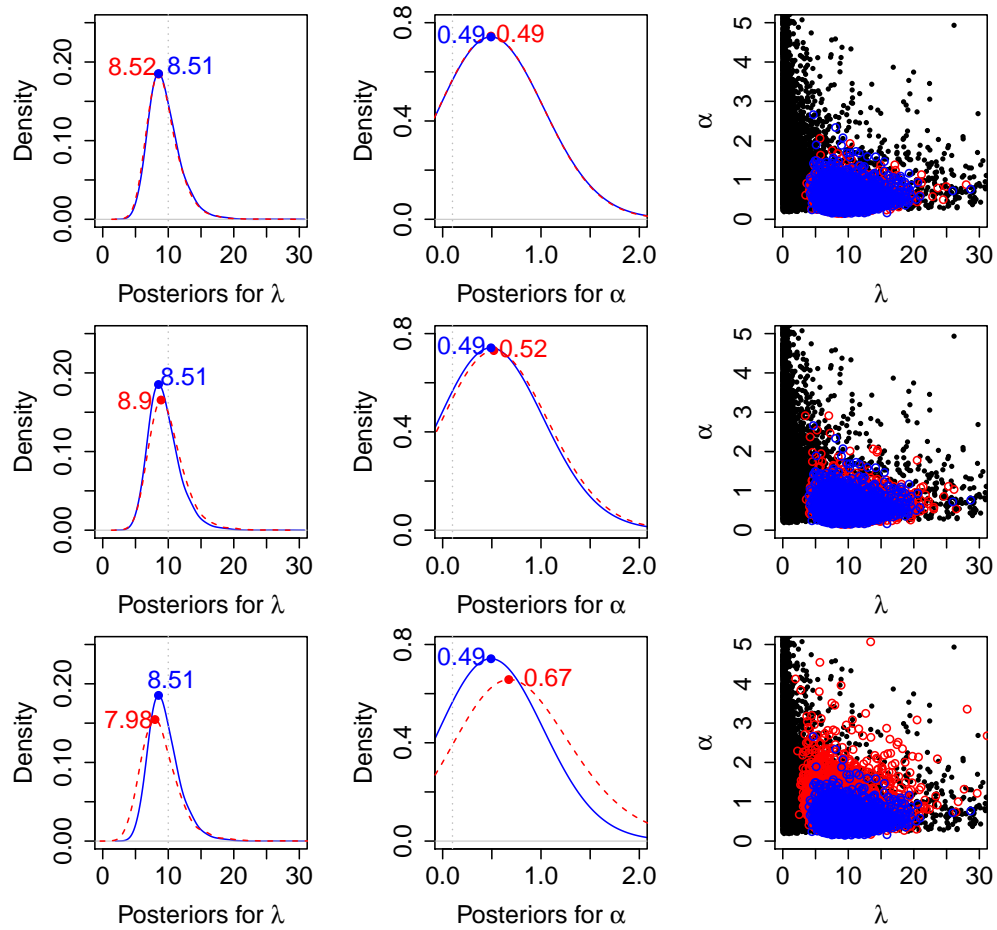 Density
0.00 0.10 0.20
8.52 8.51
0 10 20 30
Posteriors for λ
Density
0.0 0.4 0.8
0.49 0.49
0.0 1.0 2.0
Posteriors for α
α
0 1 2 3 4 5
0 10 20 30
λ
Density
0.00 0.10 0.20
8.9 8.51
0 10 20 30
Posteriors for λ
Density
0.0 0.4 0.8
0.49 0.52
0.0 1.0 2.0
Posteriors for α
α
0 1 2 3 4 5
0 10 20 30
λ
Density
0.00 0.10 0.20
7.98 8.51
0 10 20 30
Posteriors for λ
Density
0.0 0.4 0.8
0.49 0.67
0.0 1.0 2.0
Posteriors for α
α
0 1 2 3 4 5
0 10 20 30
λ